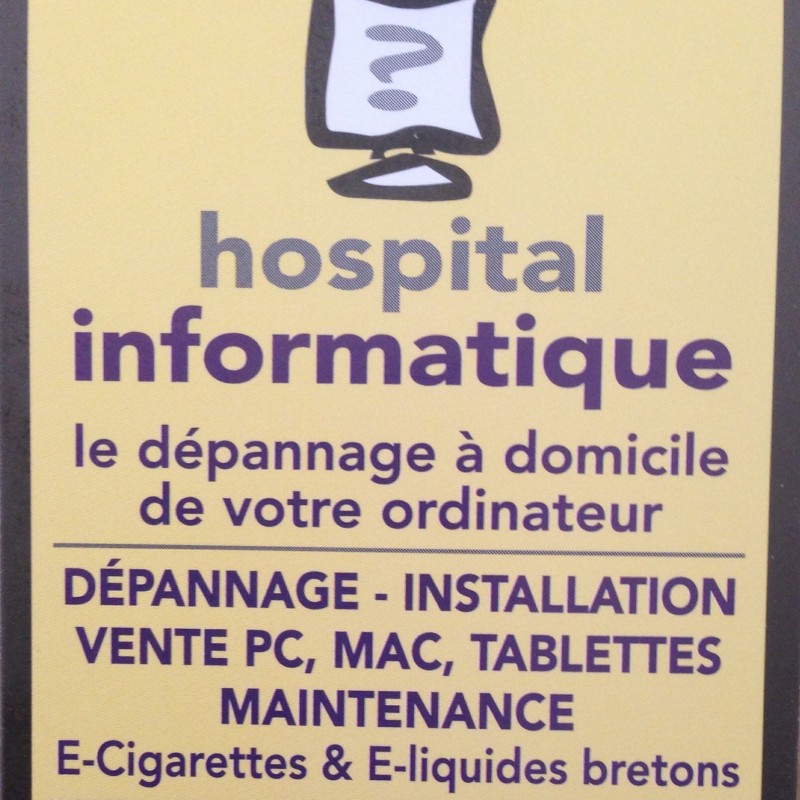 ?
hospital
informatique
le dépannage à domicile
de votre ordinateur
DÉPANNAGE - INSTALLATION
VENTE PC, MAC, TABLETTES
MAINTENANCE
E-Cigarettes & E-liquides bretons